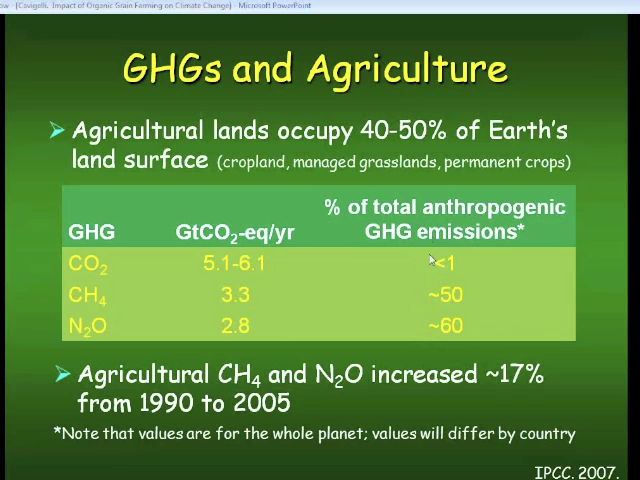 ow - [Cavigelli, Impact of Organic Grain Farming on Climate Change] - Microsoft PowerPoint
GHGs and Agriculture
➢ Agricultural lands occupy 40-50% of Earth's
land surface (cropland, managed grasslands, permanent crops)
% of total anthropogenic
GHG GtCO₂-eq/yr GHG emissions*
CO₂ 5.1-6.1 <1
CH₄ 3.3 ~50
N₂O 2.8 ~60
➢ Agricultural CH₄ and N₂O increased ~17%
from 1990 to 2005
*Note that values are for the whole planet; values will differ by country
IPCC. 2007.